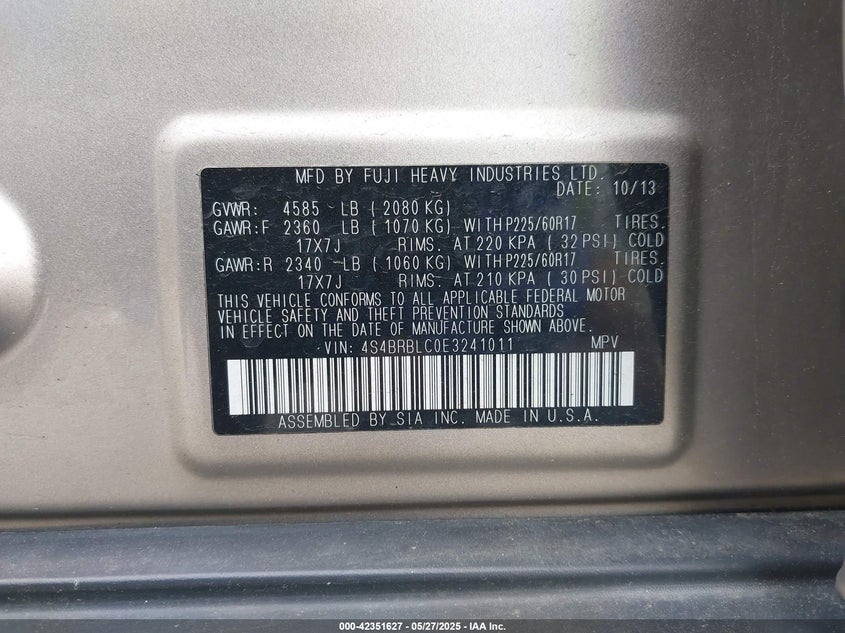 MFD BY FUJI HEAVY INDUSTRIES LTD.
DATE: 10/13
GVWR: 4585 LB ( 2080 KG)
GAWR:F 2360 LB ( 1070 KG) WITH P225/60R17 TIRES.
17X7J RIMS. AT 220 KPA ( 32 PSI) COLD
GAWR:R 2340 LB ( 1060 KG) WITH P225/60R17 TIRES.
17X7J RIMS. AT 210 KPA ( 30 PSI) COLD
THIS VEHICLE CONFORMS TO ALL APPLICABLE FEDERAL MOTOR
VEHICLE SAFETY AND THEFT PREVENTION STANDARDS
IN EFFECT ON THE DATE OF MANUFACTURE SHOWN ABOVE.
VIN: 4S4BRBLC0E3241011 MPV
ASSEMBLED BY SIA INC. MADE IN U.S.A.
000-42351627 - 05/27/2025 - IAA Inc.